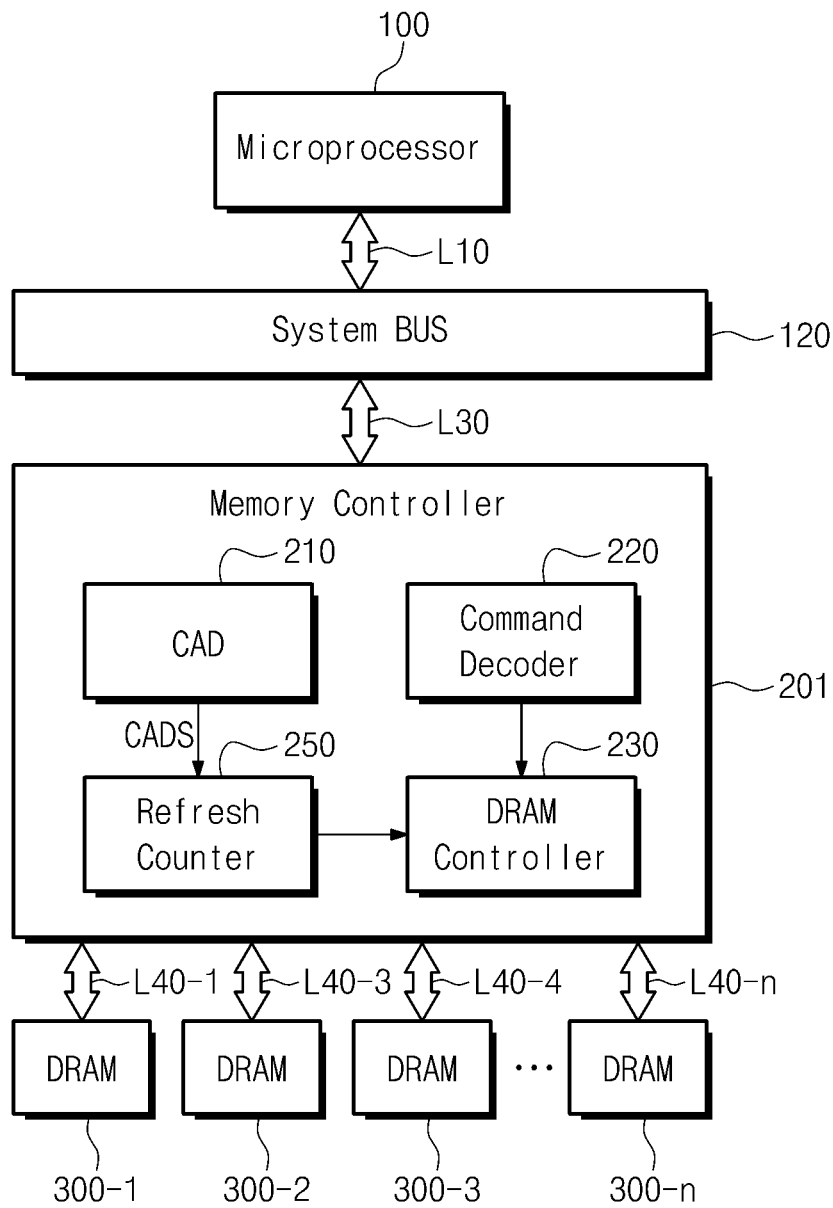 100
Microprocessor
L10
System BUS
120
L30
Memory Controller
210
220
CAD
Command
Decoder
201
CADS
250
230
Refresh
Counter
DRAM
Controller
L40-1
L40-3
L40-4
L40-n
DRAM
DRAM
DRAM
...
DRAM
300-1
300-2
300-3
300-n